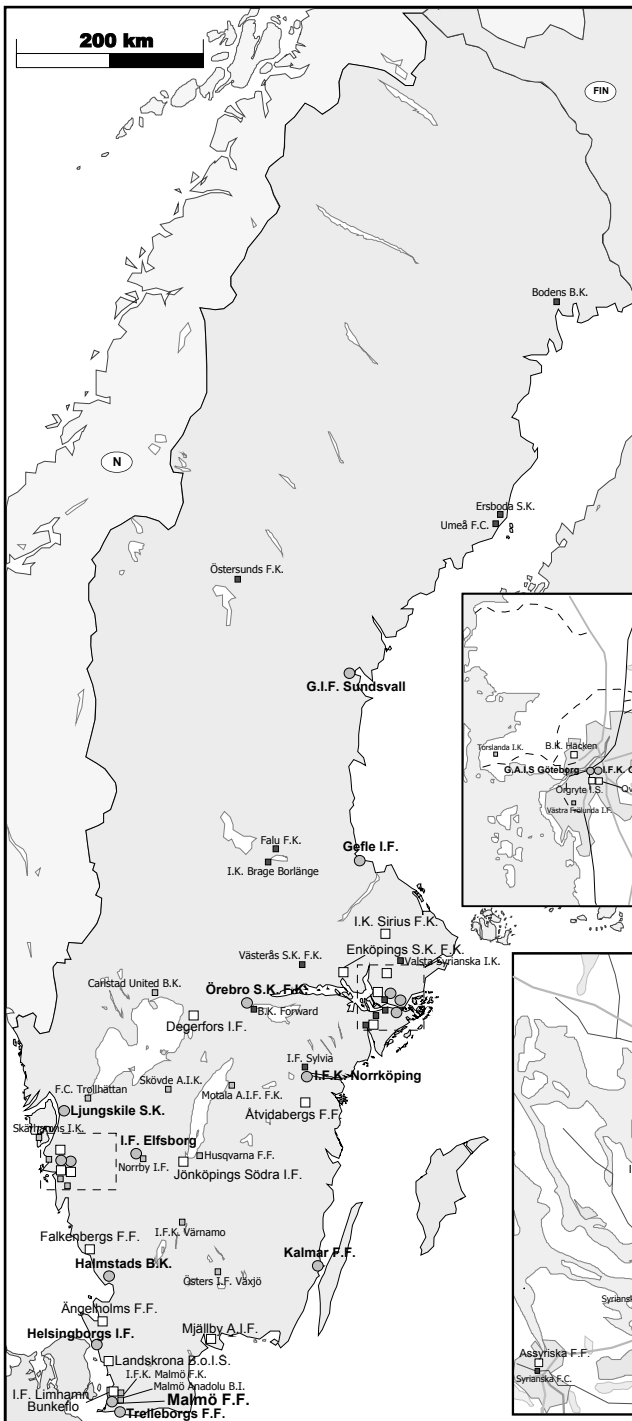 200 km
FIN
Bodens B.K.
N
Ersboda S.K.
Umeå F.C.
Östersunds F.K.
G.I.F. Sundsvall
Torslanda I.K.
B.K. Häcken
G.A.I.S Göteborg
I.F.K. G
Örgryte I.S.
Qv
Västra Frölunda I.F.
Falu F.K.
I.K. Brage Borlänge
Gefle I.F.
I.K. Sirius F.K.
Enköpings S.K. F.K.
Västerås S.K. F.K.
Valsta Syrianska I.K.
Carlstad United B.K.
Örebro S.K. F.K.
B.K. Forward
Degerfors I.F.
I.F. Sylvia
I.F.K. Norrköping
Skövde A.I.K.
F.C. Trollhättan
Motala A.I.F. F.K.
Åtvidabergs F.F.
Ljungskile S.K.
I.F. Elfsborg
Norrby I.F.
Husqvarna F.F.
Jönköpings Södra I.F.
I.F.K. Värnamo
Falkenbergs F.F.
Kalmar F.F.
Halmstads B.K.
Östers I.F. Växjö
Ängelholms F.F.
Mjällby A.I.F.
Helsingborgs I.F.
Landskrona B.o.I.S.
I.F.K. Malmö F.K.
Malmö Anadolu B.I.
I.F. Limhamn
Bunkeflo
Malmö F.F.
Trelleborgs F.F.
Syriansk
Assyriska F.F.
Syrianska F.C.